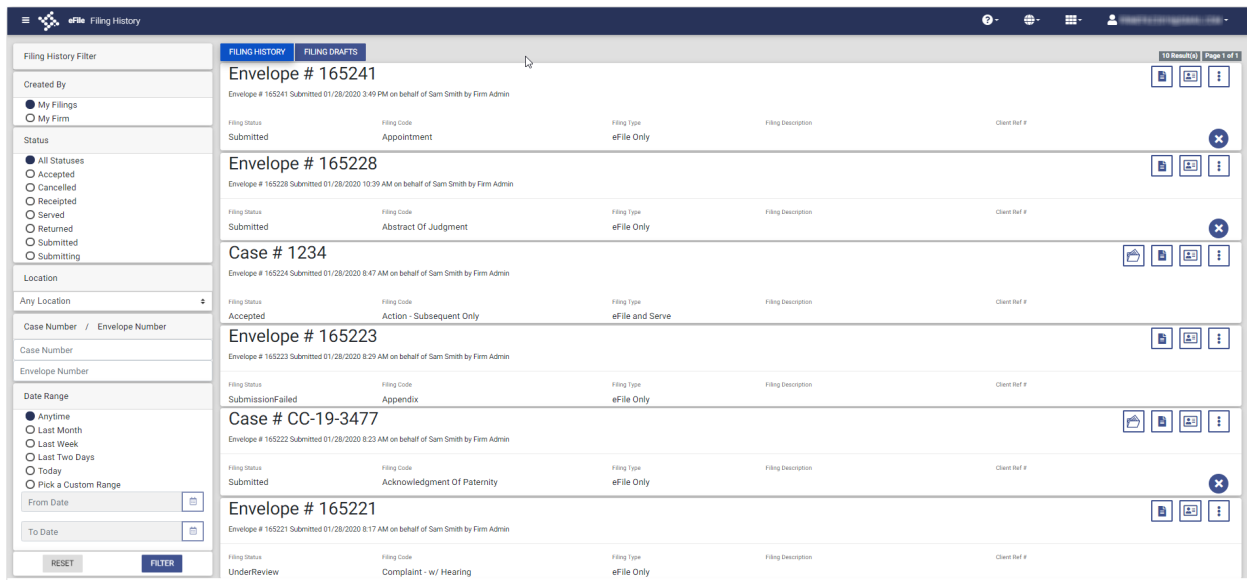 eFile Filing History
Filing History Filter
Created By
My Filings
My Firm
Status
All Statuses
Accepted
Cancelled
Receipted
Served
Returned
Submitted
Submitting
Location
Any Location
Case Number / Envelope Number
Case Number
Envelope Number
Date Range
Anytime
Last Month
Last Week
Last Two Days
Today
Pick a Custom Range
From Date
To Date
RESET FILTER
FILING HISTORY FILING DRAFTS
10 Result(s) Page 1 of 1
Envelope # 165241
Envelope # 165241 Submitted 01/28/2020 3:49 PM on behalf of Sam Smith by Firm Admin
Filing Status Filing Code Filing Type Filing Description Client Ref #
Submitted Appointment eFile Only
Envelope # 165228
Envelope # 165228 Submitted 01/28/2020 10:39 AM on behalf of Sam Smith by Firm Admin
Filing Status Filing Code Filing Type Filing Description Client Ref #
Submitted Abstract Of Judgment eFile Only
Case # 1234
Envelope # 165224 Submitted 01/28/2020 8:47 AM on behalf of Sam Smith by Firm Admin
Filing Status Filing Code Filing Type Filing Description Client Ref #
Accepted Action - Subsequent Only eFile and Serve
Envelope # 165223
Envelope # 165223 Submitted 01/28/2020 8:29 AM on behalf of Sam Smith by Firm Admin
Filing Status Filing Code Filing Type Filing Description Client Ref #
SubmissionFailed Appendix eFile Only
Case # CC-19-3477
Envelope # 165222 Submitted 01/28/2020 8:23 AM on behalf of Sam Smith by Firm Admin
Filing Status Filing Code Filing Type Filing Description Client Ref #
Submitted Acknowledgment Of Paternity eFile Only
Envelope # 165221
Envelope # 165221 Submitted 01/28/2020 8:17 AM on behalf of Sam Smith by Firm Admin
Filing Status Filing Code Filing Type Filing Description Client Ref #
UnderReview Complaint - w/ Hearing eFile Only